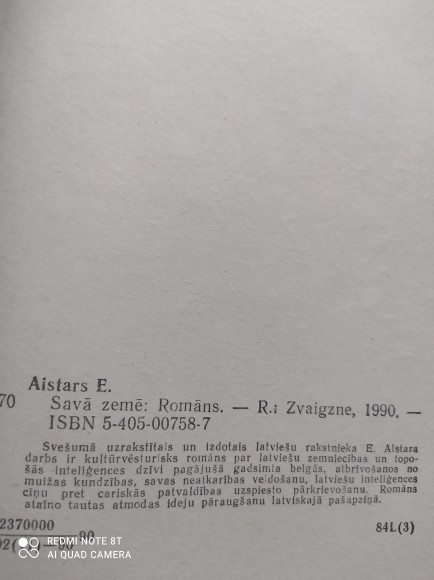 Aistars E.
70 Savā zemē: Romāns. — R.: Zvaigzne, 1990. —
ISBN 5-405-00758-7
Svešumā uzrakstītais un izdotais latviešu rakstnieka E. Aistara
darbs ir kultūrvēsturisks romāns par latviešu zemniecības un topo-
šās inteliģences dzīvi pagājušā gadsimta beigās, atbrīvošanos no
muižas kundzības, savas neatkarības veidošanu, latviešu inteliģences
cīņu pret cariskās patvaldības uzspiesto pārkrievošanu. Romāns
ataino tautas atmodas ideju pāraugšanu latviskajā pašapziņā.
2370000
84L(3)
REDMI NOTE 8T
AI QUAD CAMERA